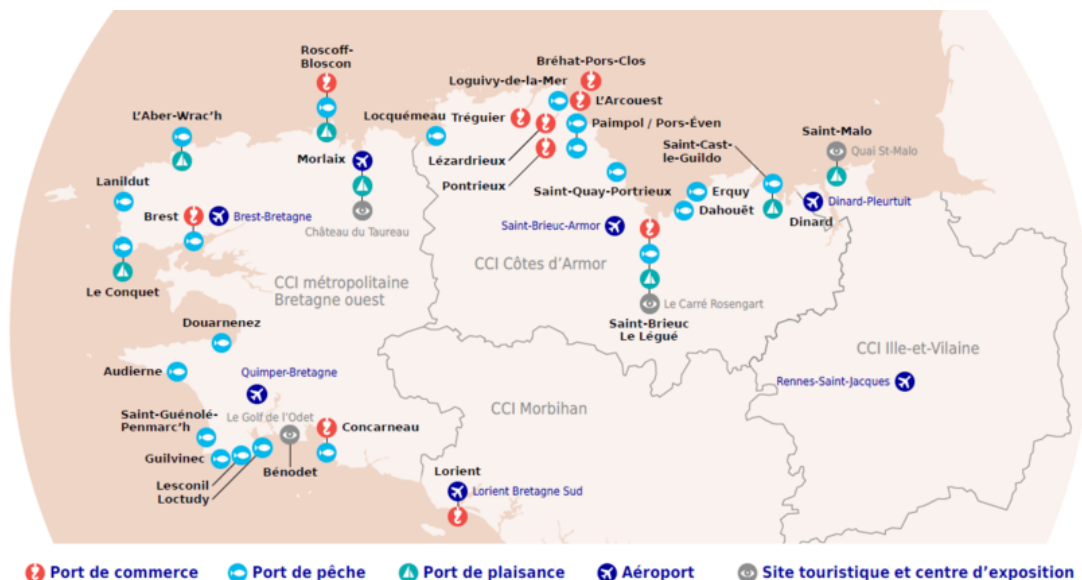 Roscoff-
Bloscon
Bréhat-Pors-Clos
Loguivy-de-la-Mer
L'Arcouest
L'Aber-Wrac'h
Locquémeau
Tréguier
Paimpol / Pors-Éven
Saint-Malo
Quai St-Malo
Saint-Cast-
le-Guildo
Morlaix
Lézardrieux
Pontrieux
Lanildut
Saint-Quay-Portrieux
Erquy
Dahouët
Dinard-Pleurtuit
Dinard
Brest
Brest-Bretagne
Château du Taureau
Saint-Brieuc-Armor
CCI Côtes d'Armor
CCI métropolitaine
Bretagne ouest
Le Conquet
Le Carré Rosengart
Saint-Brieuc
Le Légué
Douarnenez
CCI Ille-et-Vilaine
Audierne
Quimper-Bretagne
Rennes-Saint-Jacques
CCI Morbihan
Saint-Guénolé-
Penmarc'h
Le Golf de l'Odet
Concarneau
Guilvinec
Bénodet
Lesconil
Loctudy
Lorient
Lorient Bretagne Sud
Port de commerce
Port de pêche
Port de plaisance
Aéroport
Site touristique et centre d'exposition